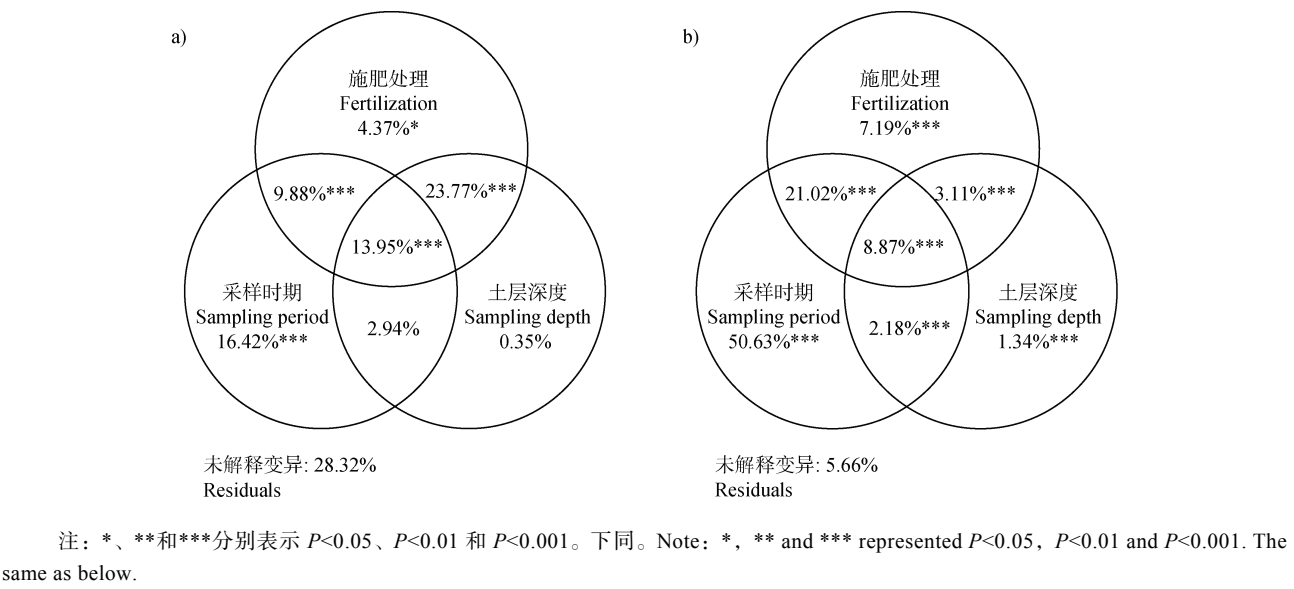 a)
施肥处理
Fertilization
4.37%*
9.88%***
23.77%***
13.95%***
采样时期
Sampling period
16.42%***
2.94%
土层深度
Sampling depth
0.35%
未解释变异: 28.32%
Residuals
b)
施肥处理
Fertilization
7.19%***
21.02%***
3.11%***
8.87%***
采样时期
Sampling period
50.63%***
2.18%***
土层深度
Sampling depth
1.34%***
未解释变异: 5.66%
Residuals
注：*、**和***分别表示 P<0.05、P<0.01 和 P<0.001。下同。Note：*，** and *** represented P<0.05，P<0.01 and P<0.001. The
same as below.